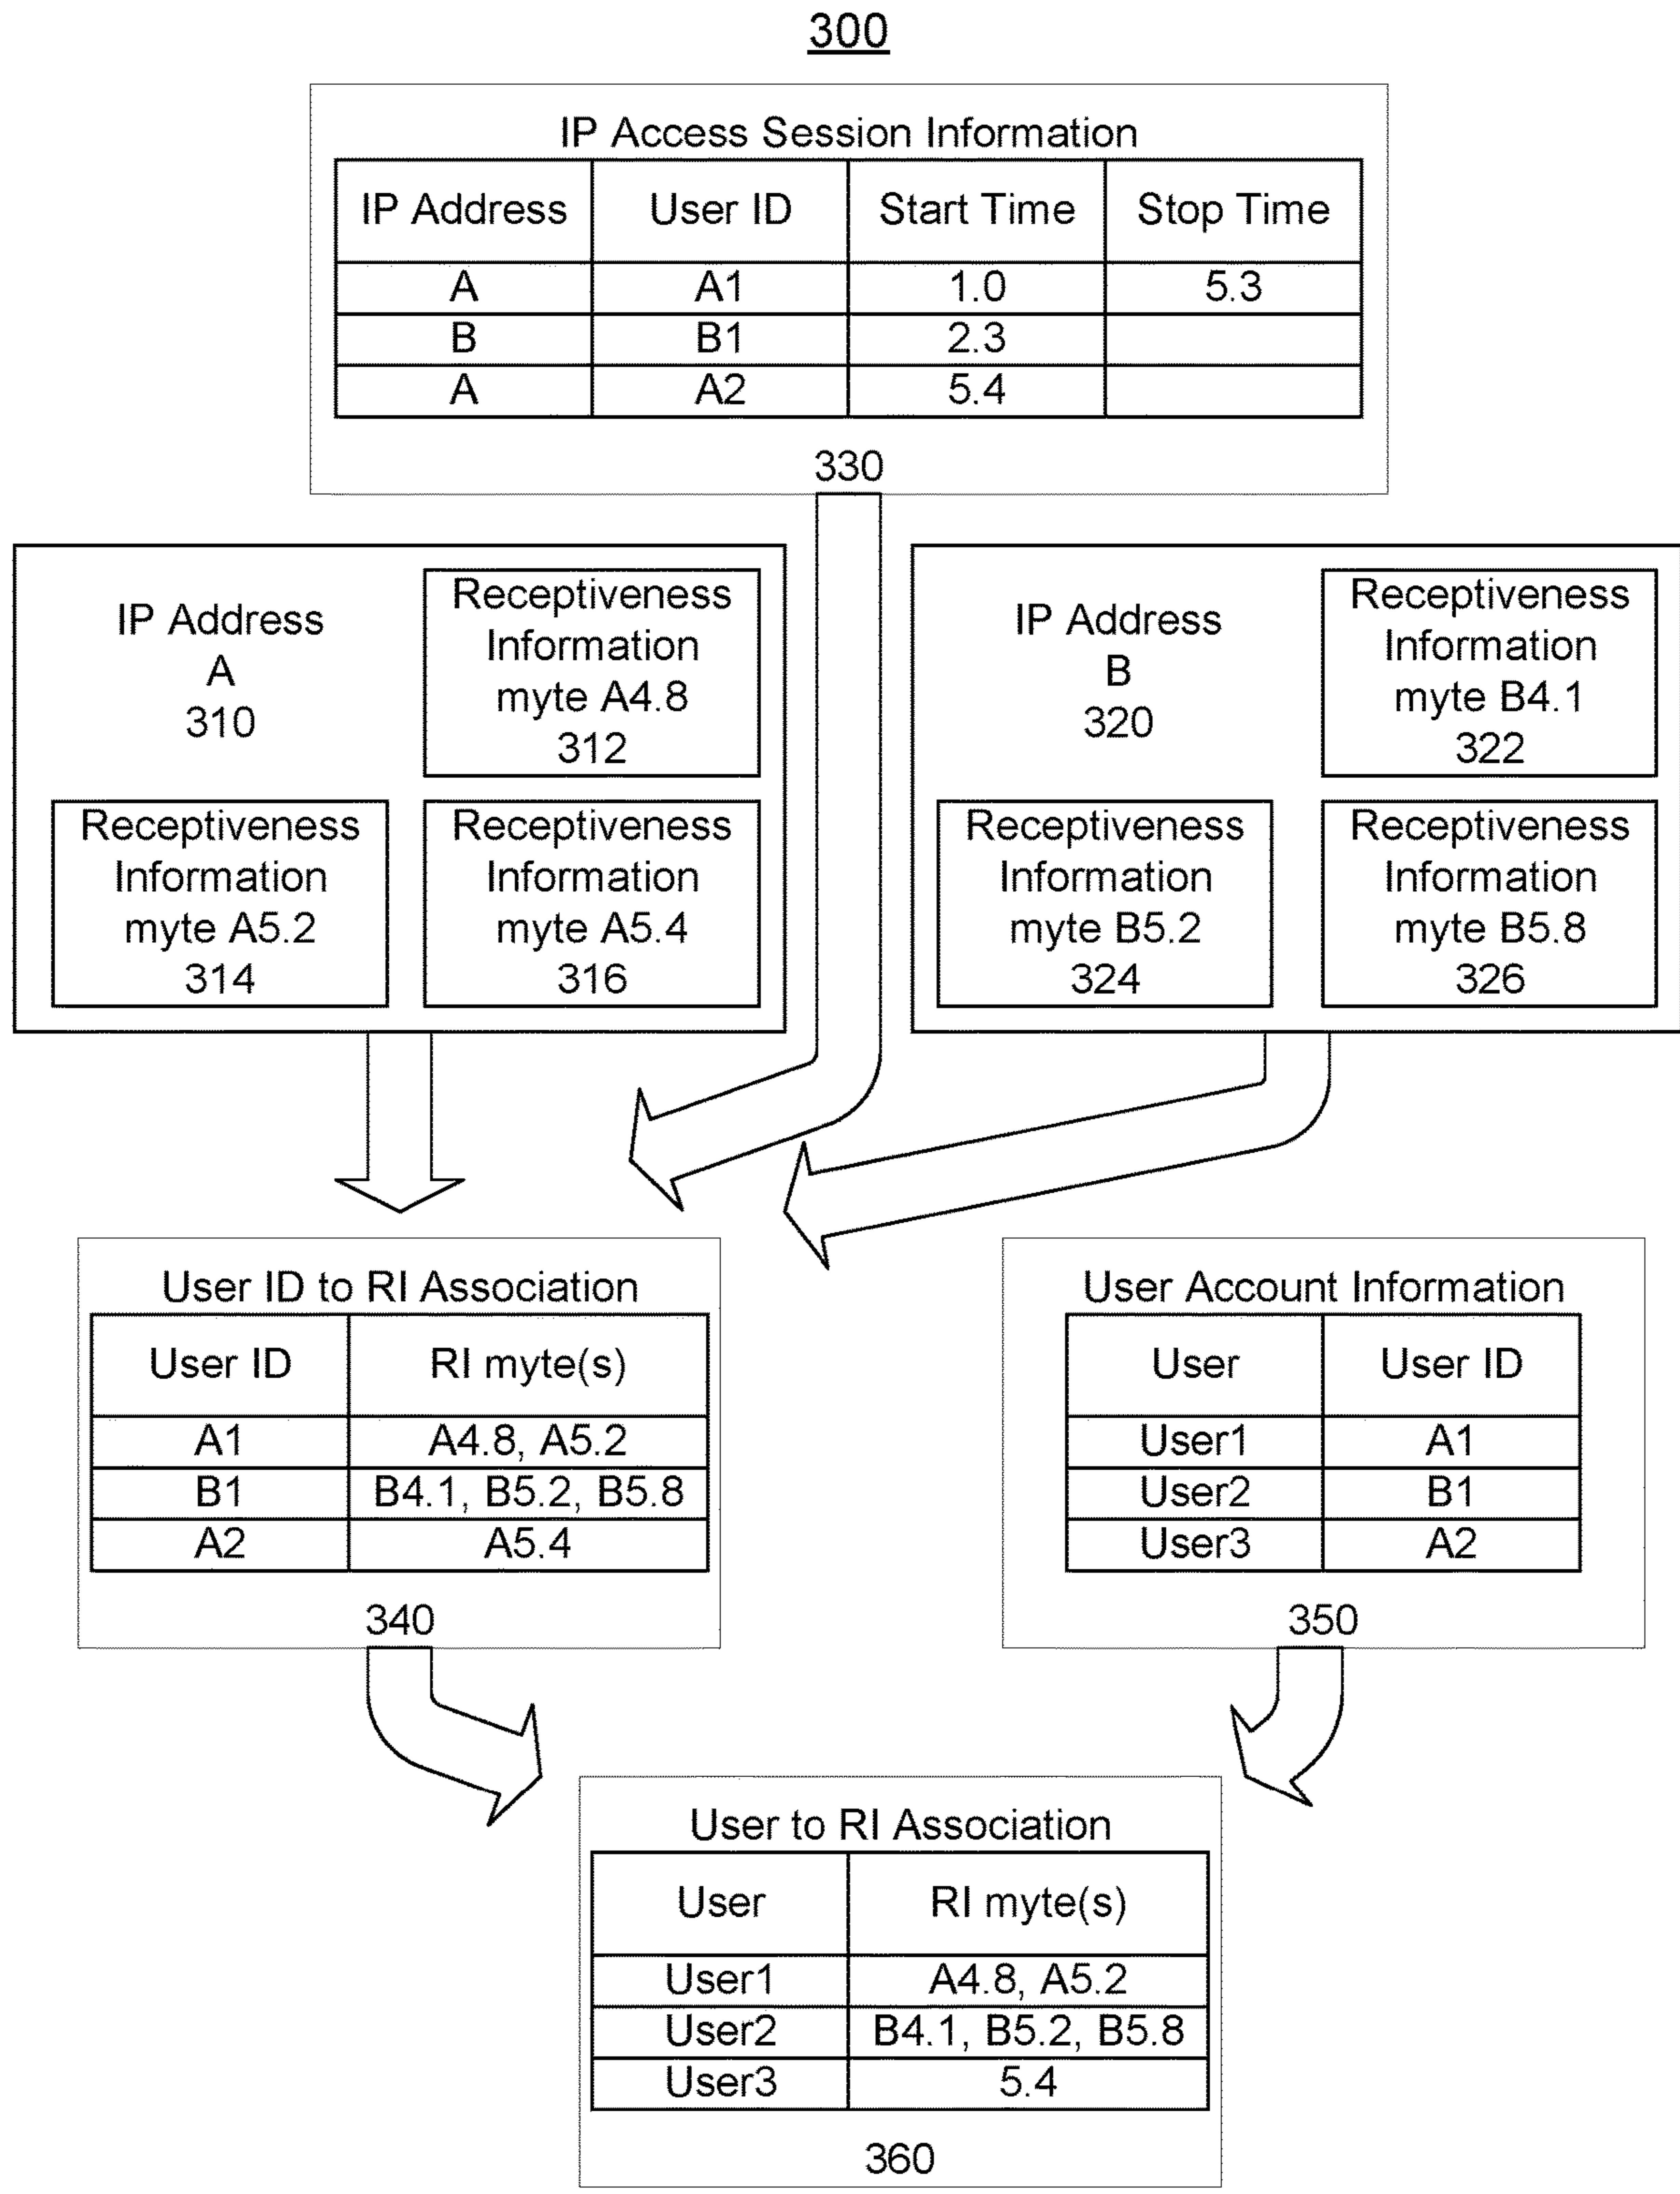 300
IP Access Session Information
IP Address User ID Start Time Stop Time
A A1 1.0 5.3
B B1 2.3
A A2 5.4
330
IP Address
A
310
Receptiveness
Information
myte A4.8
312
Receptiveness
Information
myte A5.2
314
Receptiveness
Information
myte A5.4
316
IP Address
B
320
Receptiveness
Information
myte B4.1
322
Receptiveness
Information
myte B5.2
324
Receptiveness
Information
myte B5.8
326
User ID to RI Association
User ID RI myte(s)
A1 A4.8, A5.2
B1 B4.1, B5.2, B5.8
A2 A5.4
340
User Account Information
User User ID
User1 A1
User2 B1
User3 A2
350
User to RI Association
User RI myte(s)
User1 A4.8, A5.2
User2 B4.1, B5.2, B5.8
User3 5.4
360